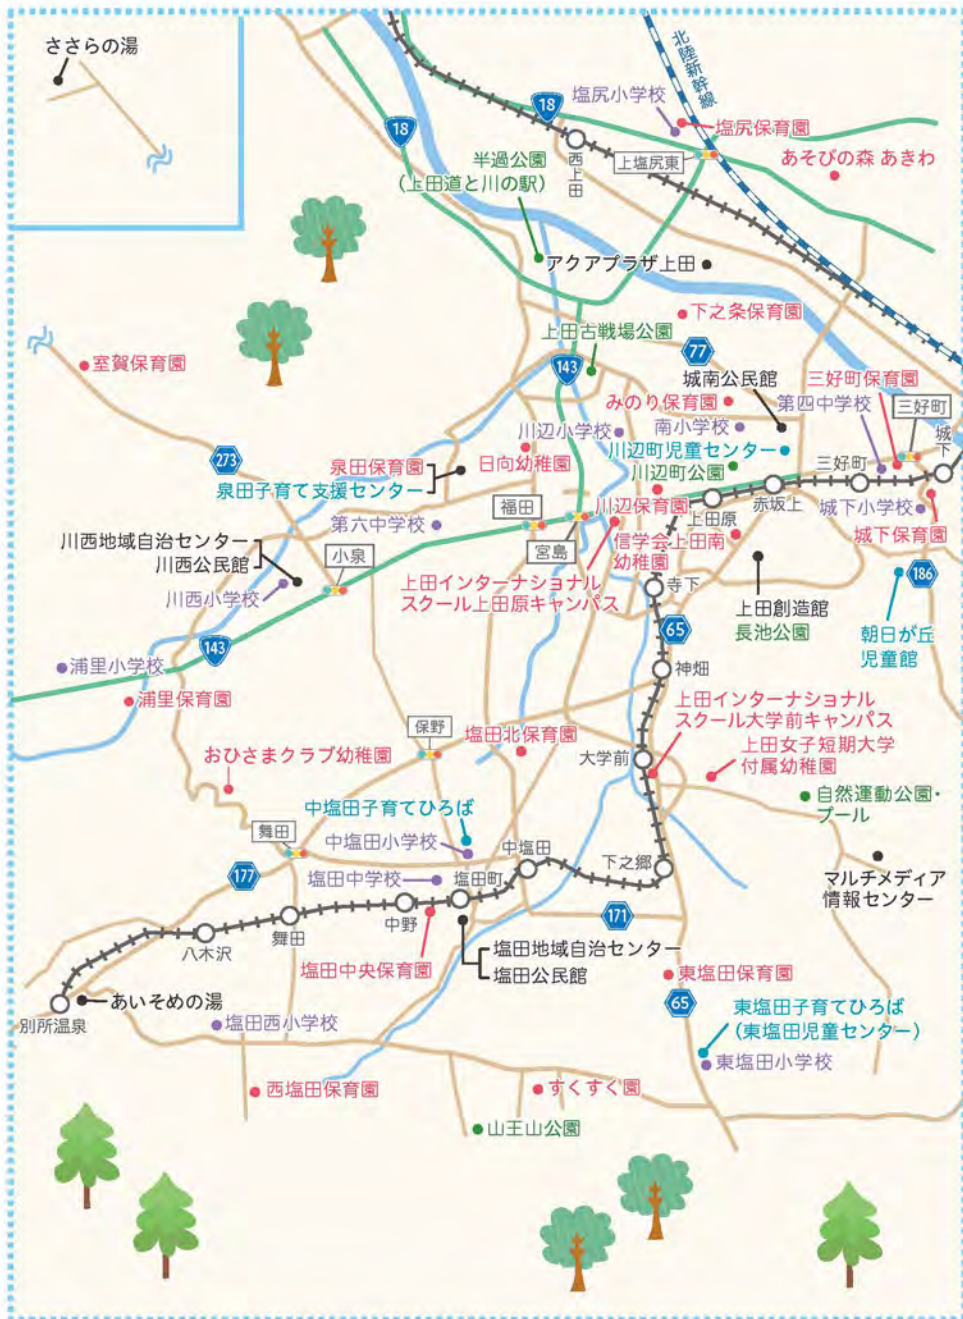 ささらの湯
北陸新幹線
18
塩尻小学校
塩尻保育園
18
西上田
上塩尻東
あそびの森 あきわ
半過公園
(上田道と川の駅)
アクアプラザ上田
下之条保育園
上田古戦場公園
室賀保育園
143
77
城南公民館
三好町保育園
みのり保育園
第四中学校
三好町
川辺小学校
南小学校
城下
273
泉田保育園
日向幼稚園
川辺町児童センター
泉田子育て支援センター
川辺町公園
三好町
第六中学校
福田
川辺保育園
上田原
赤坂上
城下小学校
川西地域自治センター
川西公民館
小泉
宮島
信学会上田南
幼稚園
城下保育園
川西小学校
上田インターナショナル
スクール上田原キャンパス
寺下
上田創造館
長池公園
186
朝日が丘
児童館
143
65
浦里小学校
神畑
浦里保育園
上田インターナショナル
スクール大学前キャンパス
保野
塩田北保育園
おひさまクラブ幼稚園
大学前
上田女子短期大学
付属幼稚園
自然運動公園・
プール
中塩田子育てひろば
舞田
中塩田小学校
中塩田
下之郷
177
塩田中学校
塩田町
マルチメディア
情報センター
中野
171
舞田
八木沢
塩田中央保育園
塩田地域自治センター
塩田公民館
東塩田保育園
あいそめの湯
別所温泉
65
塩田西小学校
東塩田子育てひろば
(東塩田児童センター)
東塩田小学校
西塩田保育園
すくすく園
山王山公園